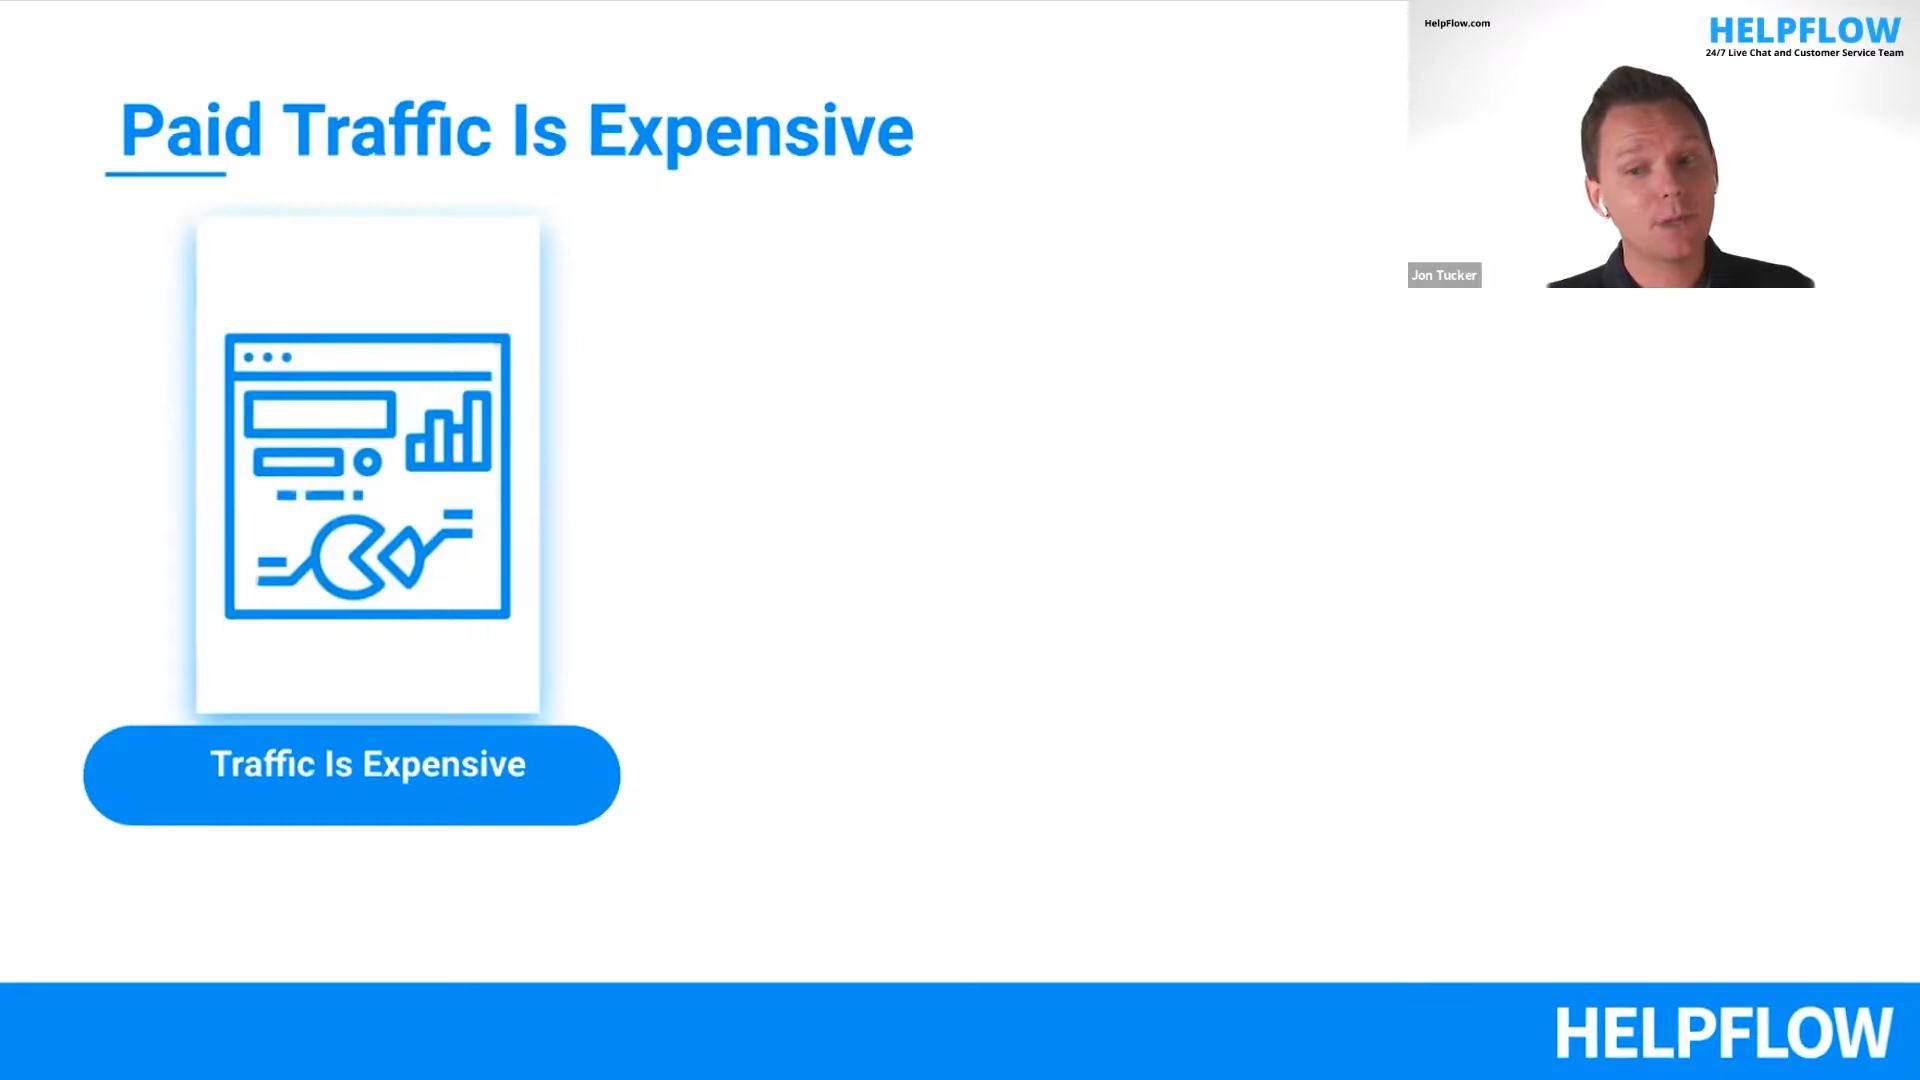 HelpFlow.com
HELPFLOW
24/7 Live Chat and Customer Service Team
Paid Traffic Is Expensive
Jon Tucker
Traffic Is Expensive
HELPFLOW